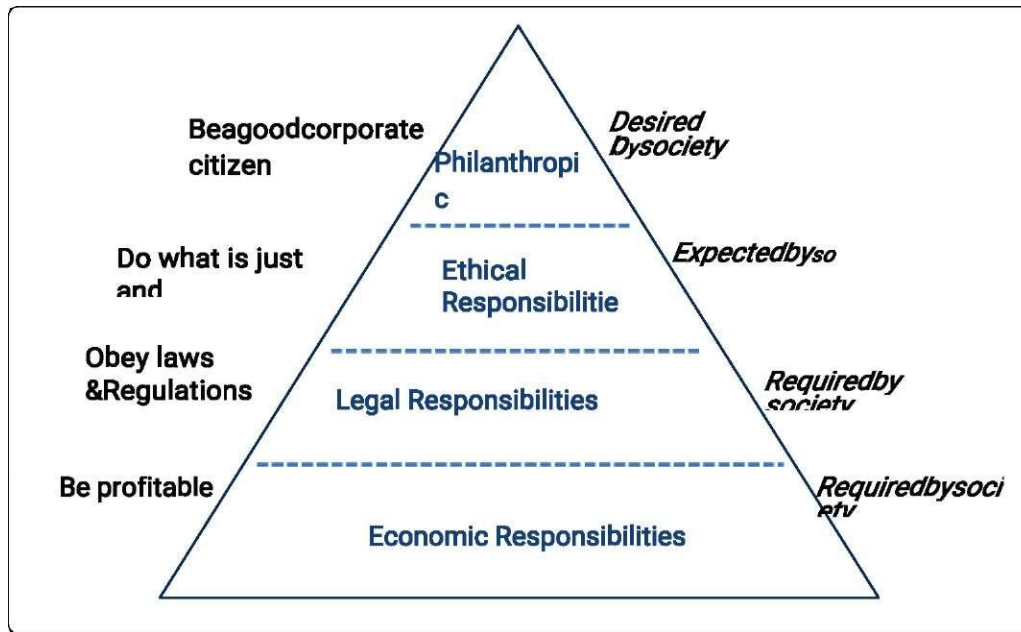 Beagoodcorporate
citizen
Philanthropi
c
Desired
bysociety
Do what is just
and
Ethical
Responsibilitie
Expectedbyso
Obey laws
&Regulations
Legal Responsibilities
Requiredby
society
Be profitable
Economic Responsibilities
Requiredbysoci
ety